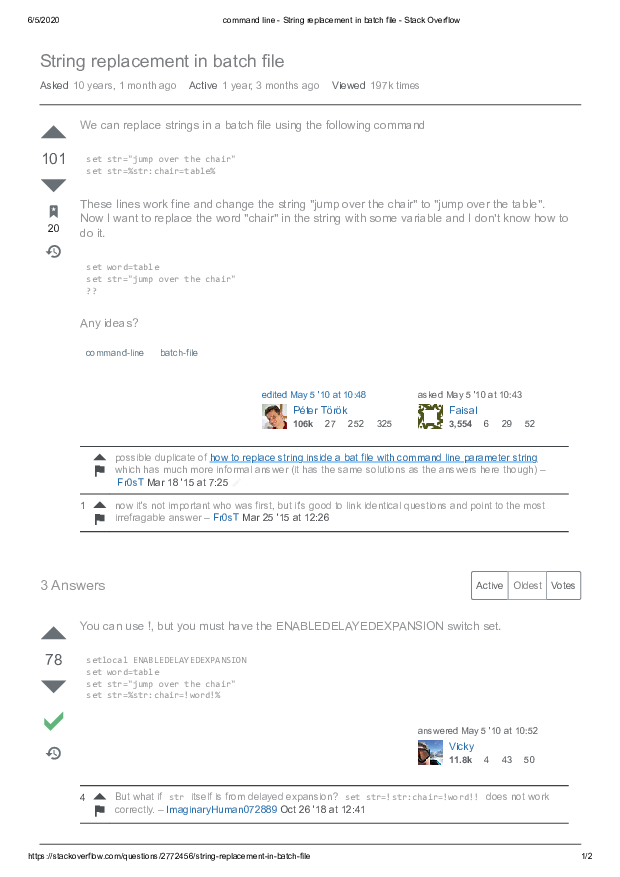 6/5/2020 command line - String replacement in batch file - Stack Overflow
String replacement in batch file
Asked 10 years, 1 month ago Active 1 year, 3 months ago Viewed 197k times
We can replace strings in a batch file using the following command
101
set str="jump over the chair"
set str=%str:chair=table%
These lines work fine and change the string "jump over the chair" to "jump over the table".
Now I want to replace the word "chair" in the string with some variable and I don't know how to
do it.
20
set word=table
set str="jump over the chair"
??
Any ideas?
command-line batch-file
edited May 5 '10 at 10:48
Péter Török
106k 27 252 325
asked May 5 '10 at 10:43
Faisal
3,554 6 29 52
possible duplicate of how to replace string inside a bat file with command line parameter string
which has much more informal answer (it has the same solutions as the answers here though) –
Fr0sT Mar 18 '15 at 7:25
1 now it's not important who was first, but it's good to link identical questions and point to the most
irrefragable answer – Fr0sT Mar 25 '15 at 12:26
3 Answers
Active Oldest Votes
You can use !, but you must have the ENABLEDELAYEDEXPANSION switch set.
78
setlocal ENABLEDELAYEDEXPANSION
set word=table
set str="jump over the chair"
set str=%str:chair=!word!%
answered May 5 '10 at 10:52
Vicky
11.8k 4 43 50
4 But what if str itself is from delayed expansion? set str=!str:chair=!word!! does not work
correctly. – ImaginaryHuman072889 Oct 26 '18 at 12:41
https://stackoverflow.com/questions/2772456/string-replacement-in-batch-file 1/2